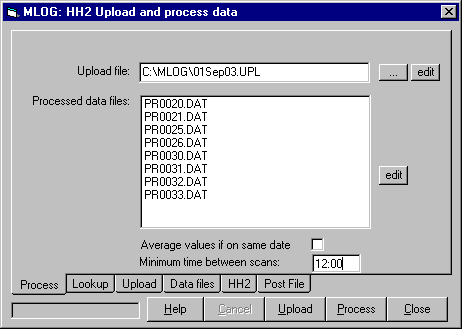 MLOG: HH2 Upload and process data
Upload file: C:\MLOG\01Sep03.UPL ... edit
Processed data files:
PR0020.DAT
PR0021.DAT
PR0025.DAT
PR0026.DAT
PR0030.DAT
PR0031.DAT
PR0032.DAT
PR0033.DAT
edit
Average values if on same date
Minimum time between scans: 12:00
Process Lookup Upload Data files HH2 Post File
Help Cancel Upload Process Close